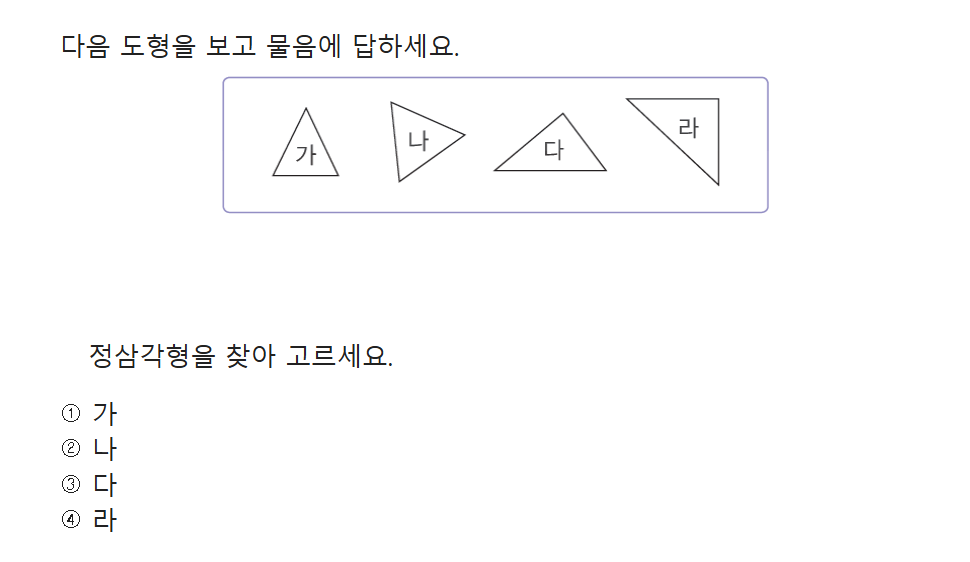 다음 도형을 보고 물음에 답하세요.
가 나 다 라
정삼각형을 찾아 고르세요.
① 가
② 나
③ 다
④ 라